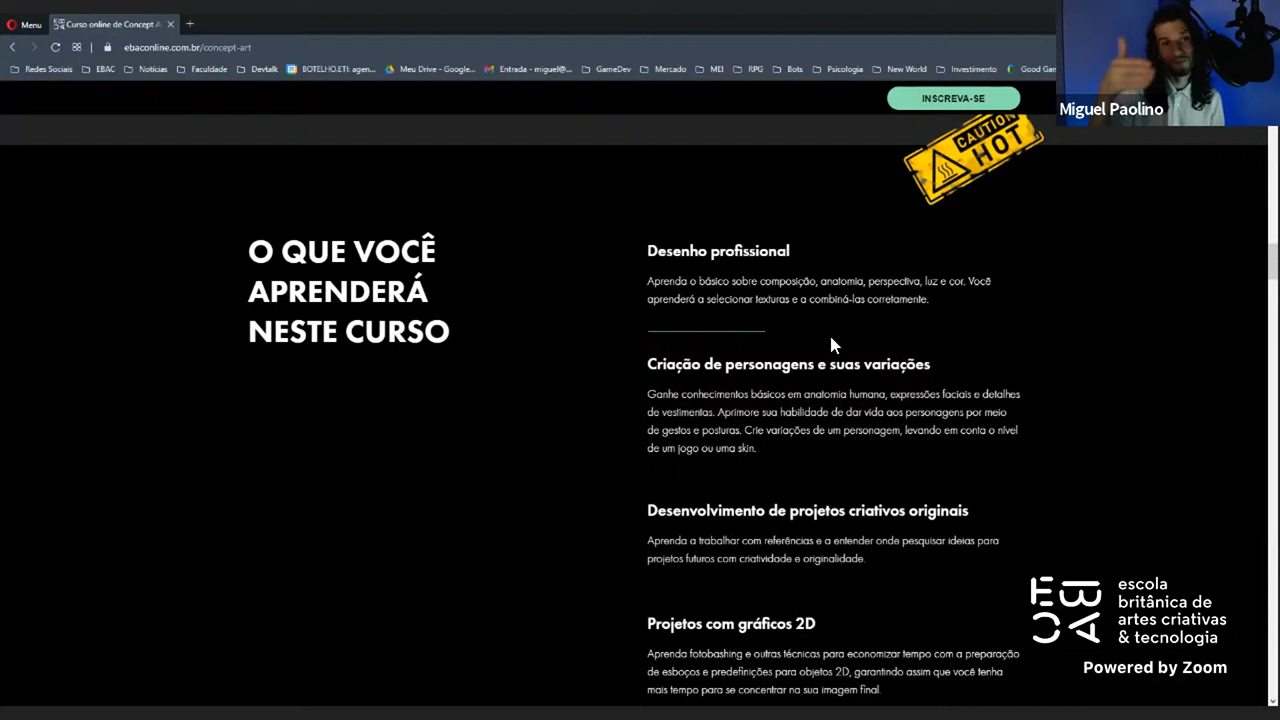 Menu
Curso online de Concept A
ebaconline.com.br/concept-art
Redes Sociais
EBAC
Notícias
Faculdade
Devtalk
BOTELHO.ETI: agen...
Meu Drive - Google...
Entrada - miguel@...
GameDev
Mercado
MEI
RPG
Bots
Psicologia
New World
Investimento
Good Gan
INSCREVA-SE
Miguel Paolino
CAUTION
HOT
O QUE VOCÊ
APRENDERÁ
NESTE CURSO
Desenho profissional
Aprenda o básico sobre composição, anatomia, perspectiva, luz e cor. Você
aprenderá a selecionar texturas e a combiná-las corretamente.
Criação de personagens e suas variações
Ganhe conhecimentos básicos em anatomia humana, expressões faciais e detalhes
de vestimentas. Aprimore sua habilidade de dar vida aos personagens por meio
de gestos e posturas. Crie variações de um personagem, levando em conta o nível
de um jogo ou uma skin.
Desenvolvimento de projetos criativos originais
Aprenda a trabalhar com referências e a entender onde pesquisar ideias para
projetos futuros com criatividade e originalidade.
Projetos com gráficos 2D
Aprenda fotobashing e outras técnicas para economizar tempo com a preparação
de esboços e predefinições para objetos 2D, garantindo assim que você tenha
mais tempo para se concentrar na sua imagem final.
EBAC
escola
britânica de
artes criativas
& tecnologia
Powered by Zoom